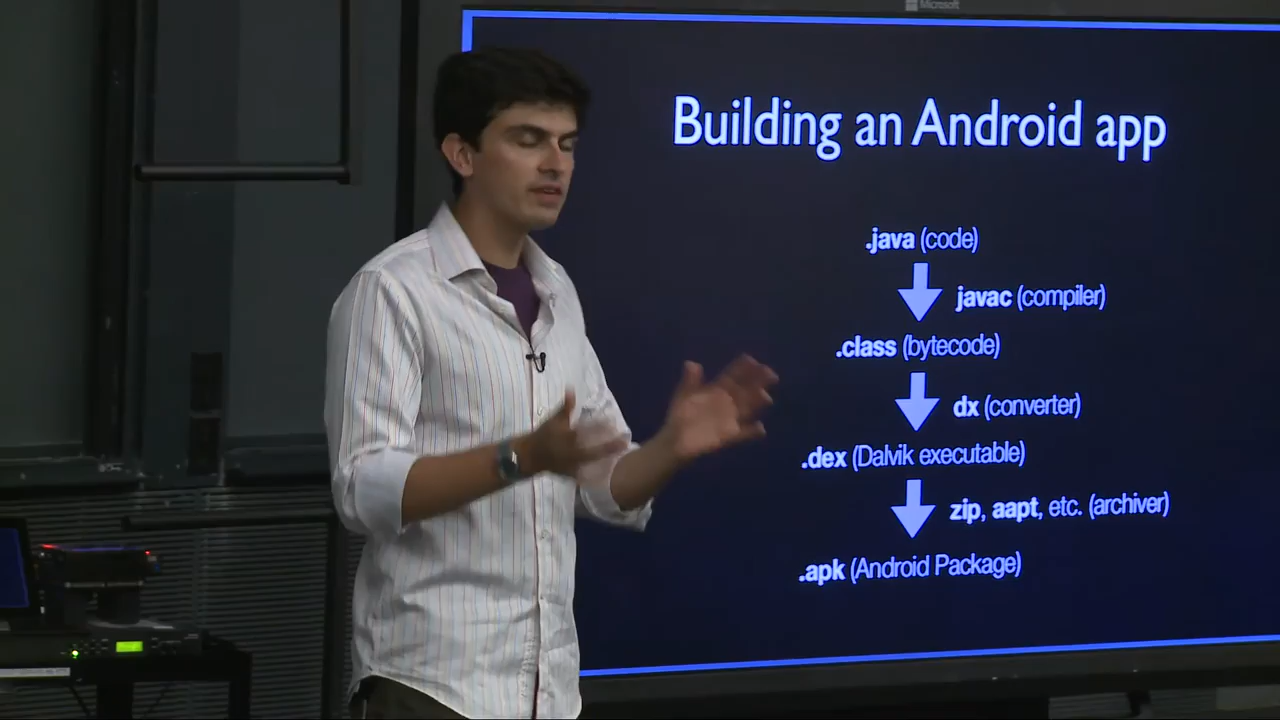 Microsoft
Building an Android app
.java (code)
javac (compiler)
.class (bytecode)
dx (converter)
.dex (Dalvik executable)
zip, aapt, etc. (archiver)
.apk (Android Package)